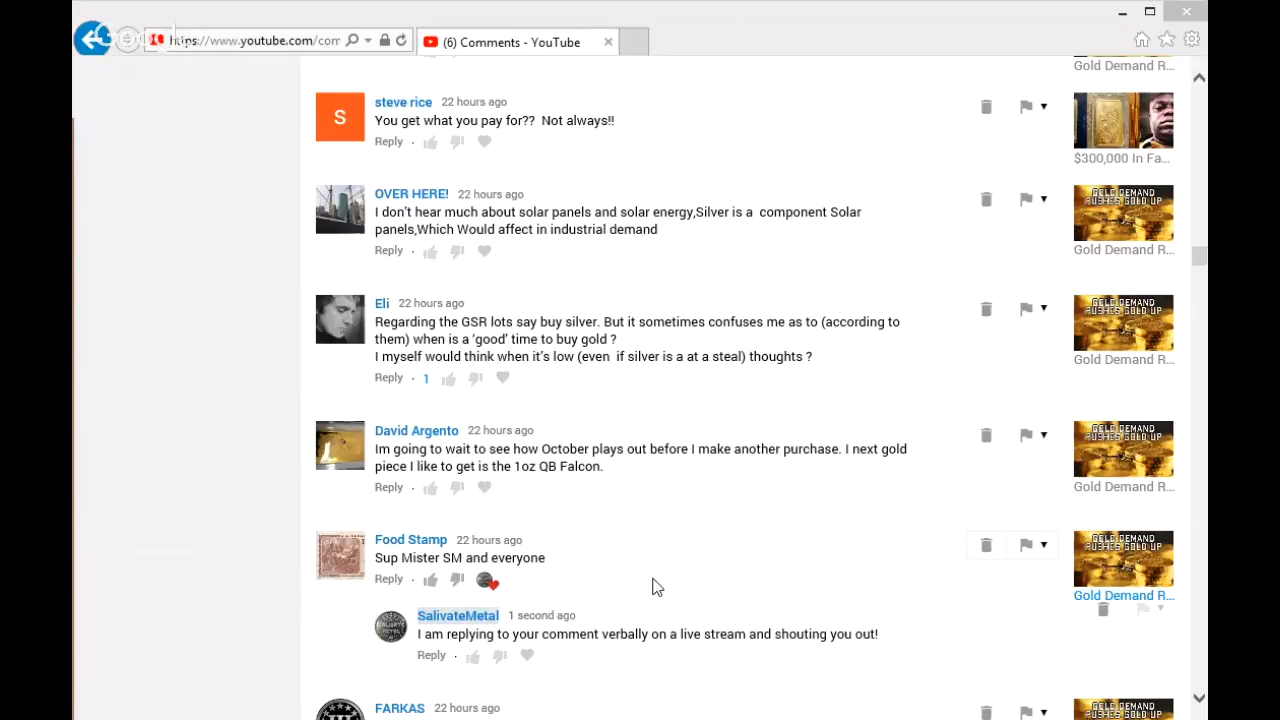 Google
https://www.youtube.com/com
(6) Comments - YouTube
Gold Demand R...
steve rice 22 hours ago
You get what you pay for?? Not always!!
Reply
$300,000 In Fa...
OVER HERE! 22 hours ago
I don't hear much about solar panels and solar energy,Silver is a component Solar
panels,Which Would affect in industrial demand
Reply
GOLD DEMAND
PUSHES GOLD UP
Gold Demand R...
Eli 22 hours ago
Regarding the GSR lots say buy silver. But it sometimes confuses me as to (according to
them) when is a 'good' time to buy gold ?
I myself would think when it's low (even if silver is a at a steal) thoughts ?
Reply 1
GOLD DEMAND
PUSHES GOLD UP
Gold Demand R...
David Argento 22 hours ago
Im going to wait to see how October plays out before I make another purchase. I next gold
piece I like to get is the 1oz QB Falcon.
Reply
GOLD DEMAND
PUSHES GOLD UP
Gold Demand R...
Food Stamp 22 hours ago
Sup Mister SM and everyone
Reply
GOLD DEMAND
PUSHES GOLD UP
Gold Demand R...
SalivateMetal 1 second ago
I am replying to your comment verbally on a live stream and shouting you out!
Reply
FARKAS 22 hours ago
GOLD DEMAND